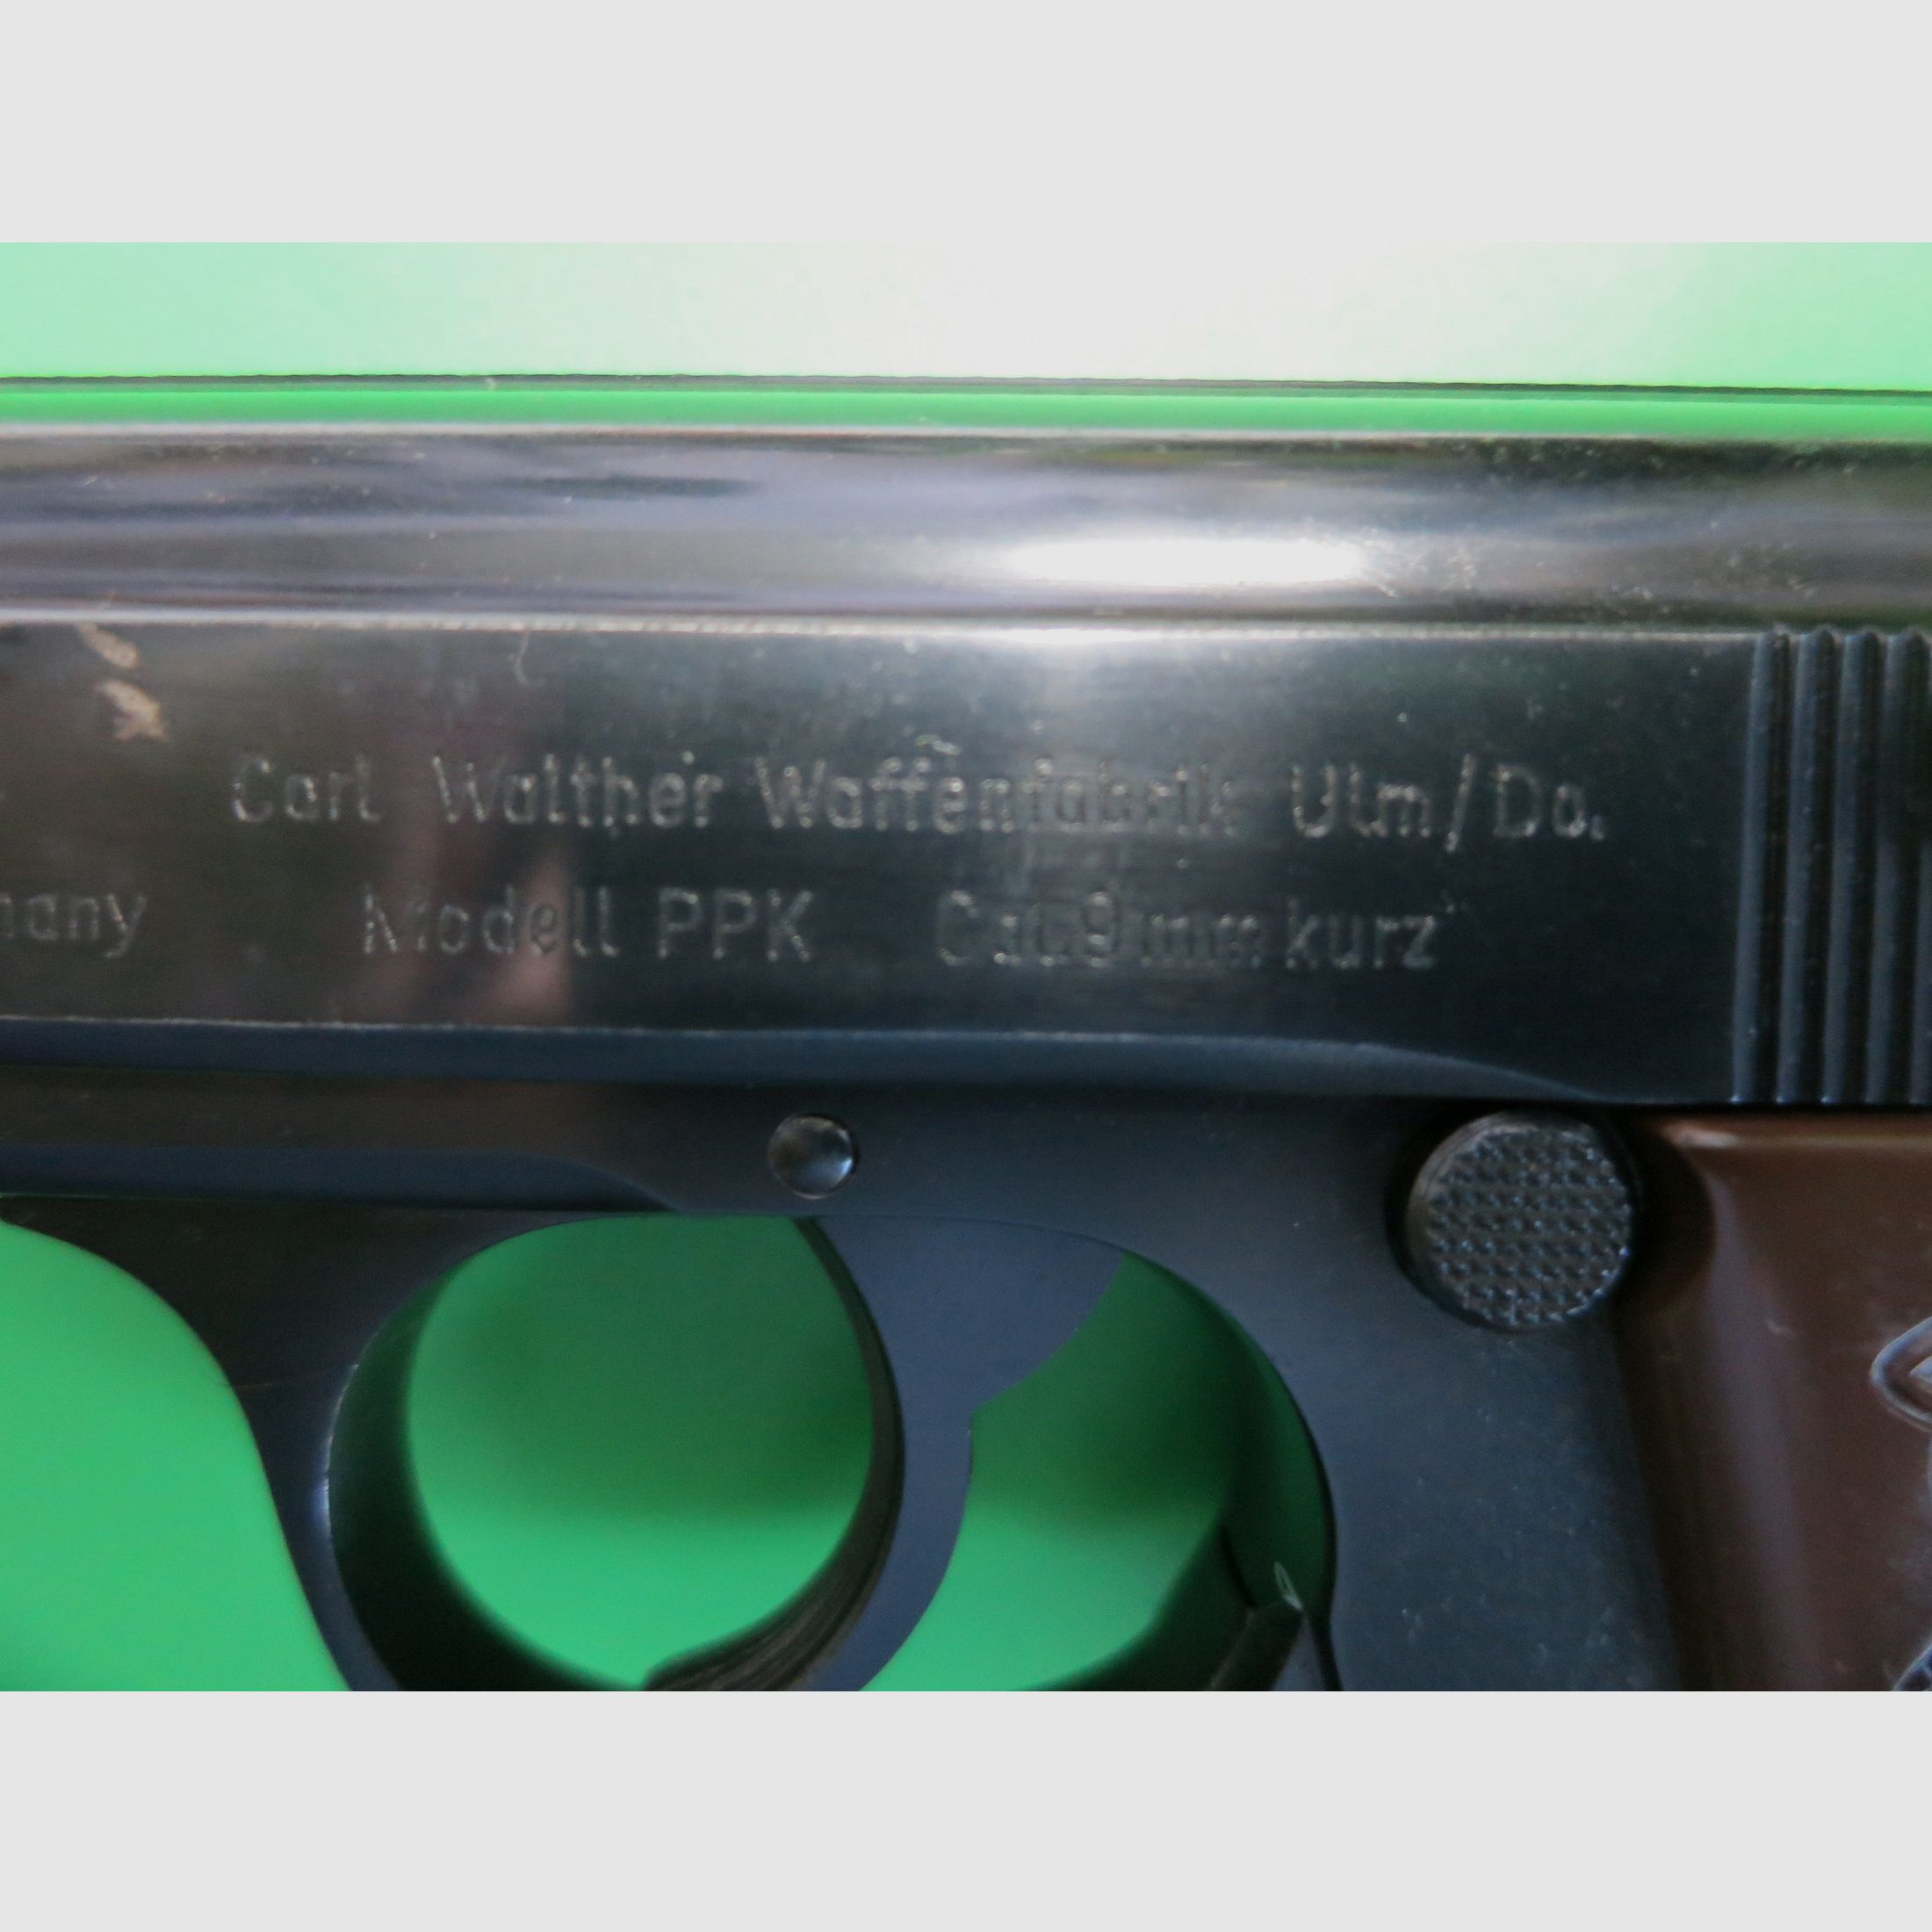 Carl Walther Waffenfabrik Ulm/Do.
Modell PPK Cal. 9mm kurz